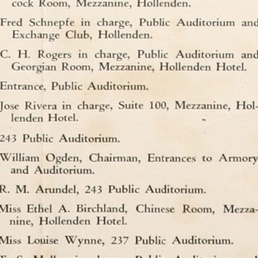 cock Room, Mezzanine, Hollenden.
Fred Schnepfe in charge, Public Auditorium and
Exchange Club, Hollenden.
C. H. Rogers in charge, Public Auditorium and
Georgian Room, Mezzanine, Hollenden Hotel.
Entrance, Public Auditorium.
Jose Rivera in charge, Suite 100, Mezzanine, Hol-
lenden Hotel.
243 Public Auditorium.
William Ogden, Chairman, Entrances to Armory
and Auditorium.
R. M. Arundel, 243 Public Auditorium.
Miss Ethel A. Birchland, Chinese Room, Mezza-
nine, Hollenden Hotel.
Miss Louise Wynne, 237 Public Auditorium.